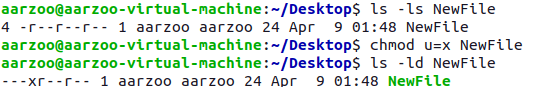 aarzoo@aarzoo-virtual-machine:~/Desktop$ ls -ls NewFile
4 -r--r--r-- 1 aarzoo aarzoo 24 Apr  9 01:48 NewFile
aarzoo@aarzoo-virtual-machine:~/Desktop$ chmod u=x NewFile
aarzoo@aarzoo-virtual-machine:~/Desktop$ ls -ld NewFile
---xr--r-- 1 aarzoo aarzoo 24 Apr  9 01:48 NewFile